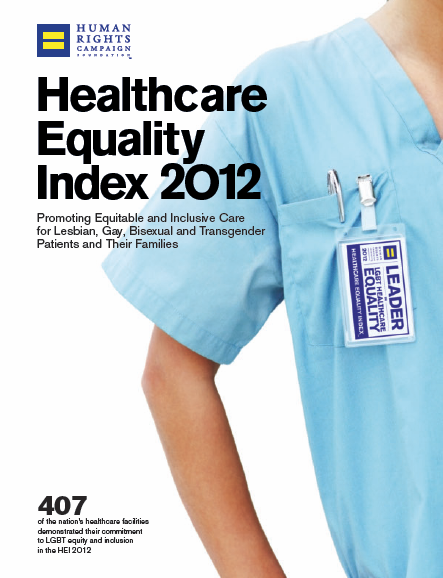 HUMAN
RIGHTS
CAMPAIGN
FOUNDATION
™
Healthcare
Equality
Index 2012
Promoting Equitable and Inclusive Care
for Lesbian, Gay, Bisexual and Transgender
Patients and Their Families
LEADER
LGBT HEALTHCARE
EQUALITY
HEALTHCARE EQUALITY INDEX
2012
407
of the nation's healthcare facilities
demonstrated their commitment
to LGBT equity and inclusion
in the HEI 2012